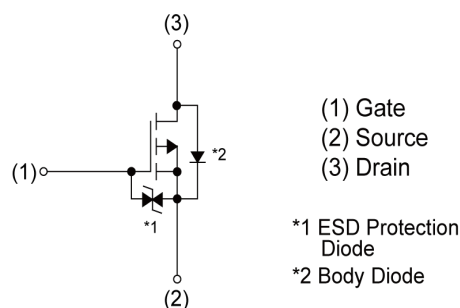 (3)
(1) Gate
(2) Source
(3) Drain
*2
(1)
*1
*1 ESD Protection
Diode
*2 Body Diode
(2)